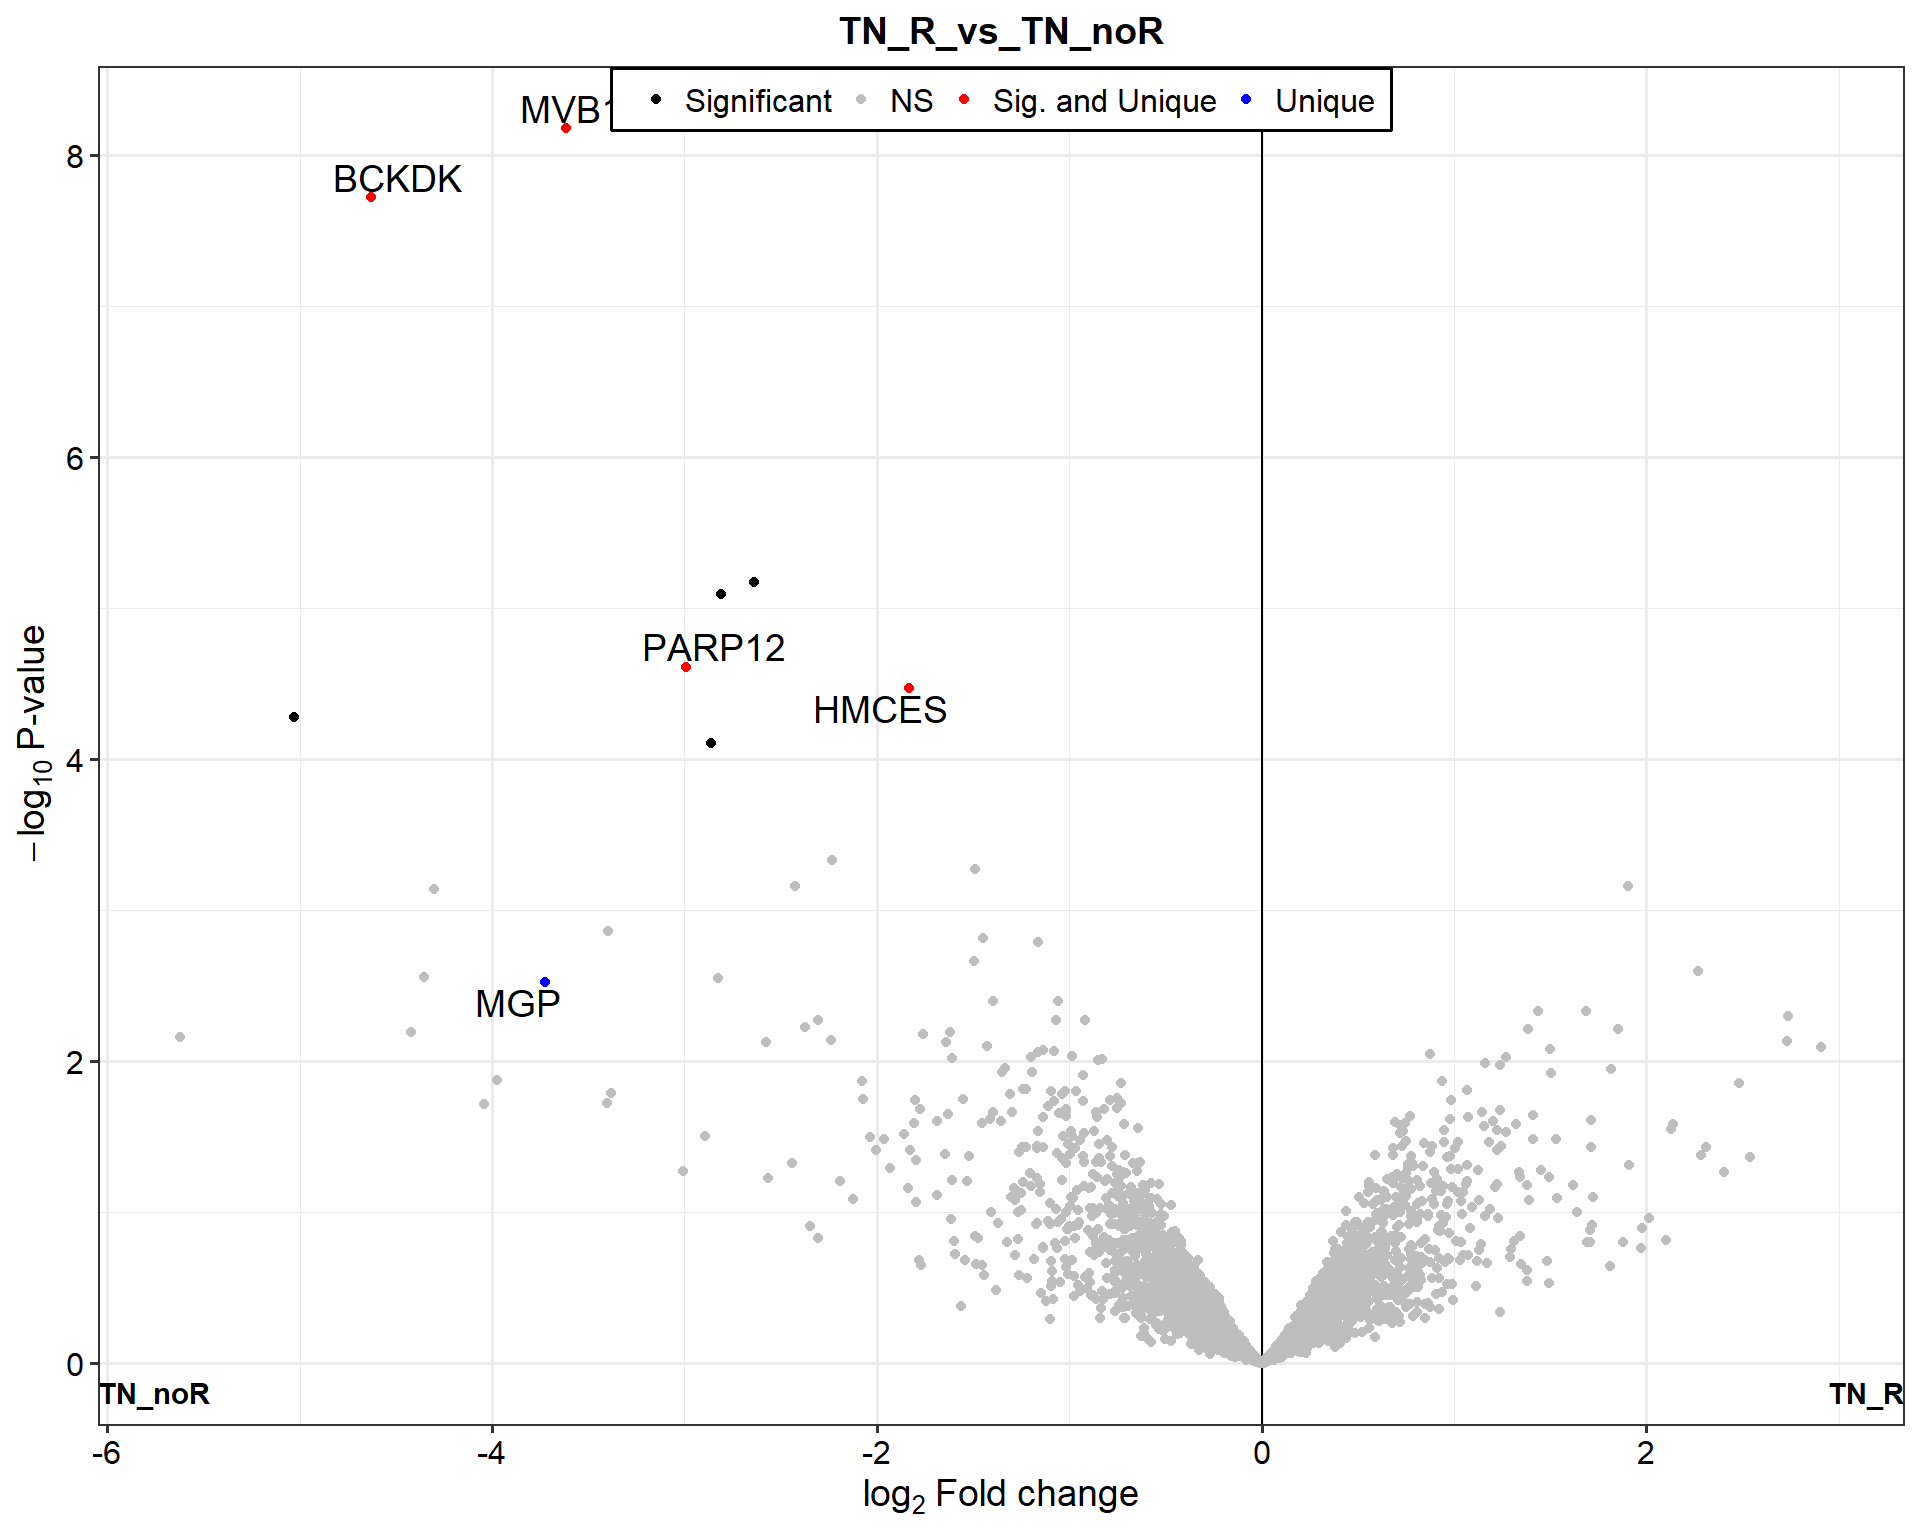 TN_R_vs_TN_noR
Significant NS Sig. and Unique Unique
MVB1
BCKDK
PARP12
HMCES
MGP
8
6
4
2
0
−log10 P-value
TN_noR TN_R
-6 -4 -2 0 2
log2 Fold change